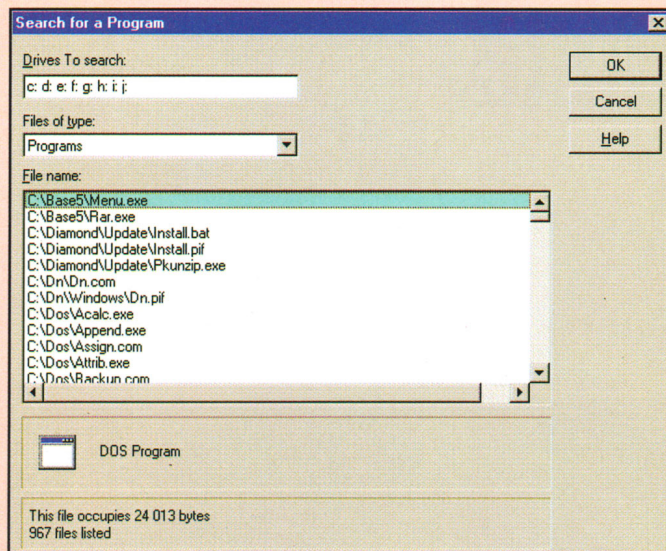 Search for a Program
Drives To search:
c: d: e: f: g: h: i: j:
OK
Cancel
Help
Files of type:
Programs
File name:
C:\Base5\Menu.exe
C:\Base5\Rar.exe
C:\Diamond\Update\Install.bat
C:\Diamond\Update\Install.pif
C:\Diamond\Update\Pkunzip.exe
C:\Dn\Dn.com
C:\Dn\Windows\Dn.pif
C:\Dos\Acalc.exe
C:\Dos\Append.exe
C:\Dos\Assign.com
C:\Dos\Attrib.exe
C:\Dos\Backup.com
DOS Program
This file occupies 24 013 bytes
967 files listed